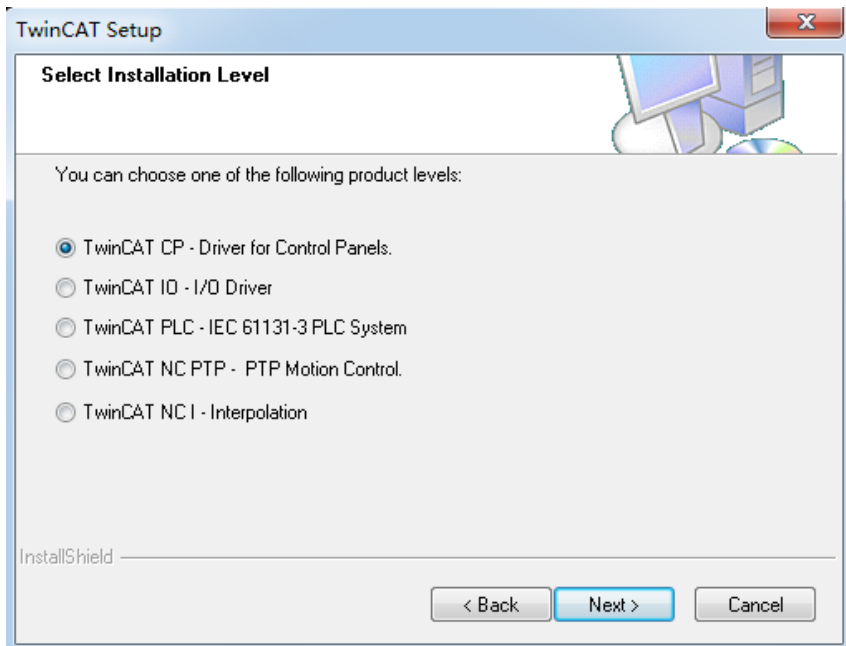 TwinCAT Setup
Select Installation Level
You can choose one of the following product levels:
TwinCAT CP - Driver for Control Panels.
TwinCAT IO - I/O Driver
TwinCAT PLC - IEC 61131-3 PLC System
TwinCAT NC PTP -  PTP Motion Control.
TwinCAT NC I - Interpolation
InstallShield
< Back Next > Cancel